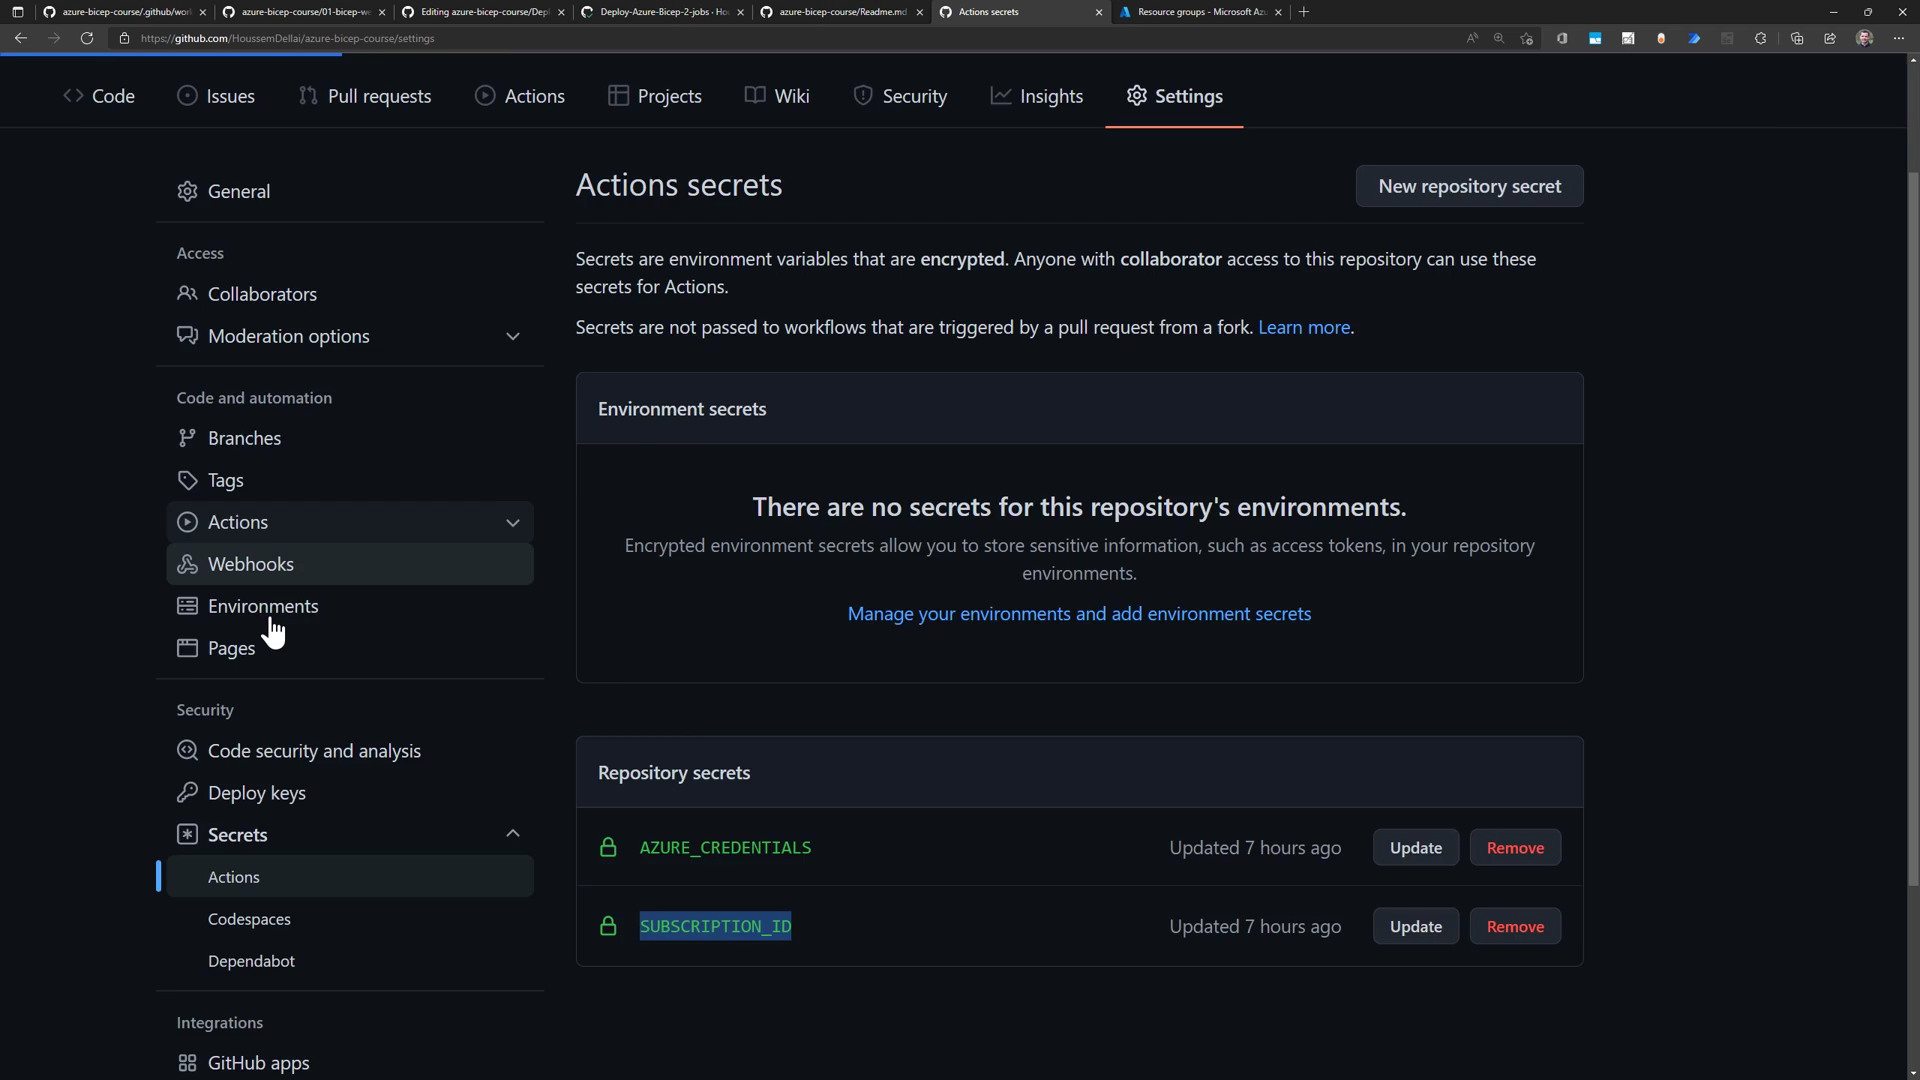 azure-bicep-course/.github/wor
azure-bicep-course/01-bicep-we
Editing azure-bicep-course/Depl
Deploy-Azure-Bicep-2-jobs · Ho
azure-bicep-course/Readme.md
Actions secrets
Resource groups - Microsoft Azu
https://github.com/HoussemDellai/azure-bicep-course/settings
Code
Issues
Pull requests
Actions
Projects
Wiki
Security
Insights
Settings
General
Access
Collaborators
Moderation options
Code and automation
Branches
Tags
Actions
Webhooks
Environments
Pages
Security
Code security and analysis
Deploy keys
Secrets
Actions
Codespaces
Dependabot
Integrations
GitHub apps
Actions secrets
New repository secret
Secrets are environment variables that are encrypted. Anyone with collaborator access to this repository can use these
secrets for Actions.
Secrets are not passed to workflows that are triggered by a pull request from a fork. Learn more.
Environment secrets
There are no secrets for this repository's environments.
Encrypted environment secrets allow you to store sensitive information, such as access tokens, in your repository
environments.
Manage your environments and add environment secrets
Repository secrets
AZURE_CREDENTIALS
Updated 7 hours ago
Update
Remove
SUBSCRIPTION_ID
Updated 7 hours ago
Update
Remove